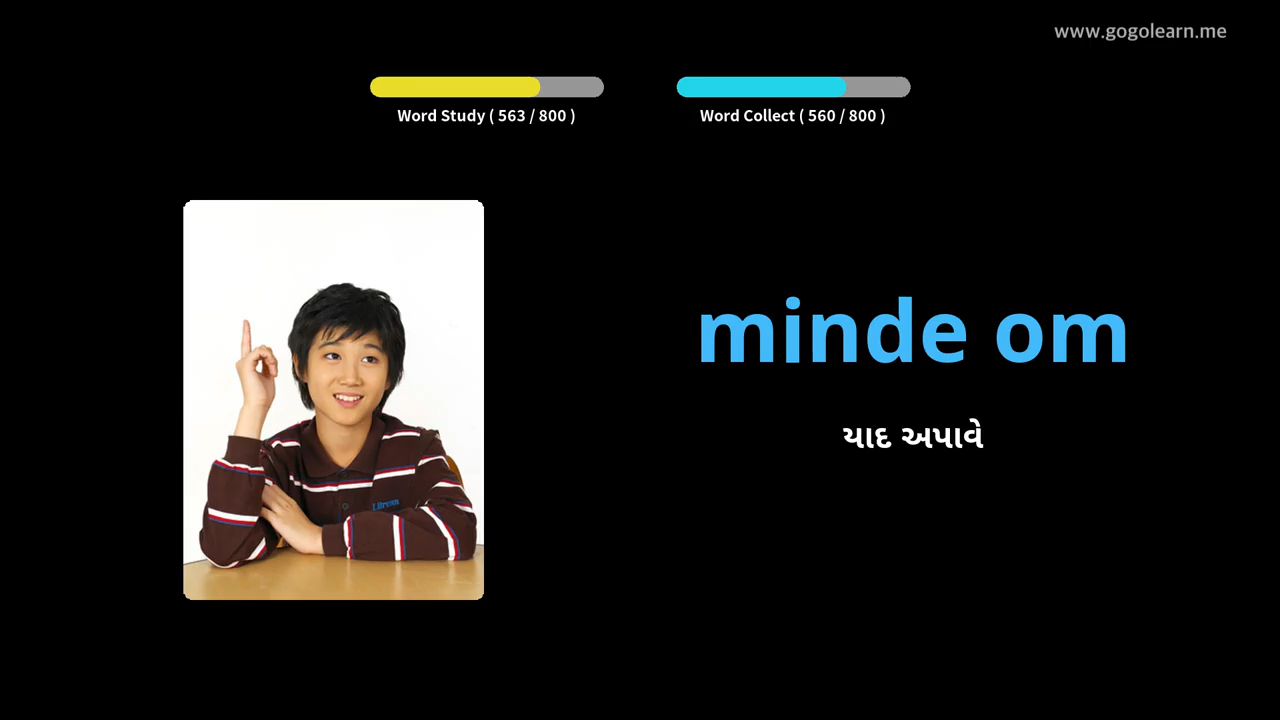 www.gogolearn.me
Word Study ( 563 / 800 )
Word Collect ( 560 / 800 )
minde om
યાદ અપાવે